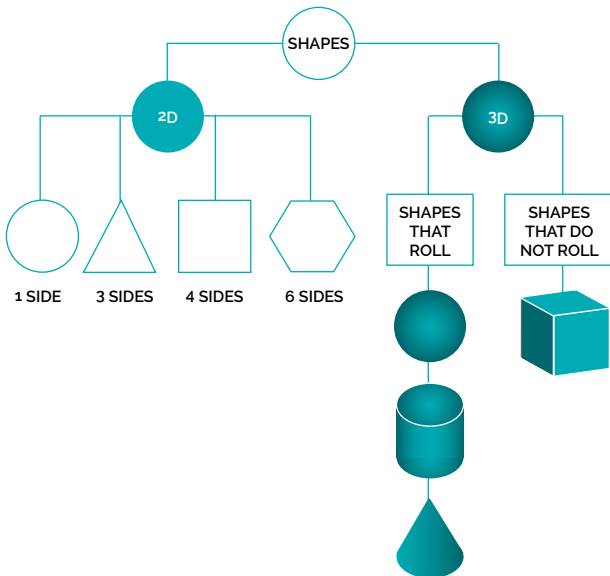 SHAPES
2D
3D
1 SIDE
3 SIDES
4 SIDES
6 SIDES
SHAPES
THAT
ROLL
SHAPES
THAT DO
NOT ROLL